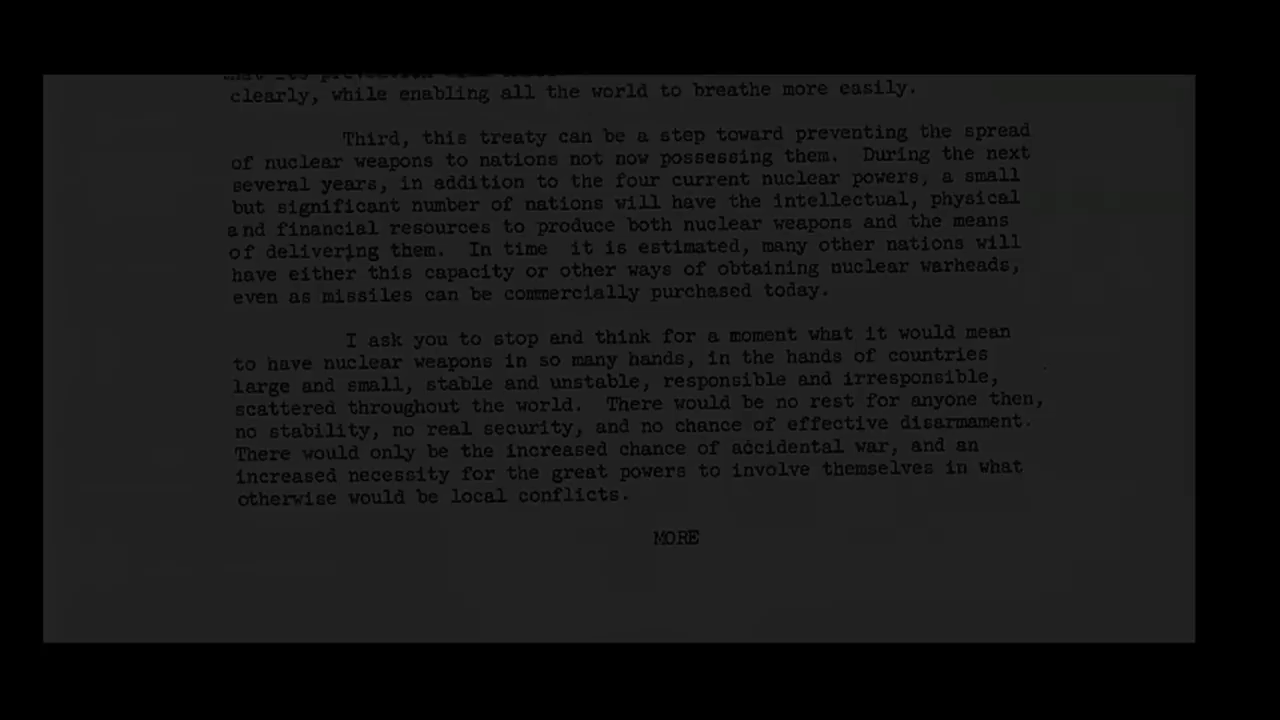 clearly, while enabling all the world to breathe more easily.
Third, this treaty can be a step toward preventing the spread
of nuclear weapons to nations not now possessing them. During the next
several years, in addition to the four current nuclear powers, a small
but significant number of nations will have the intellectual, physical
and financial resources to produce both nuclear weapons and the means
of delivering them. In time it is estimated, many other nations will
have either this capacity or other ways of obtaining nuclear warheads,
even as missiles can be commercially purchased today.
I ask you to stop and think for a moment what it would mean
to have nuclear weapons in so many hands, in the hands of countries
large and small, stable and unstable, responsible and irresponsible,
scattered throughout the world. There would be no rest for anyone then,
no stability, no real security, and no chance of effective disarmament.
There would only be the increased chance of accidental war, and an
increased necessity for the great powers to involve themselves in what
otherwise would be local conflicts.
MORE